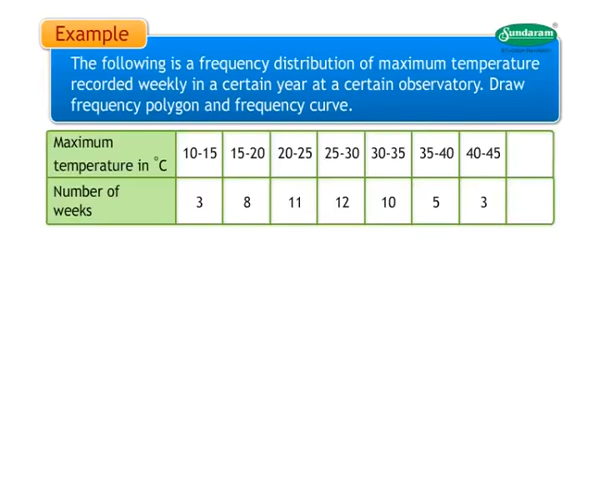 Example
Sundaram
The following is a frequency distribution of maximum temperature
recorded weekly in a certain year at a certain observatory. Draw
frequency polygon and frequency curve.
Maximum
temperature in °C 10-15 15-20 20-25 25-30 30-35 35-40 40-45
Number of
weeks 3 8 11 12 10 5 3